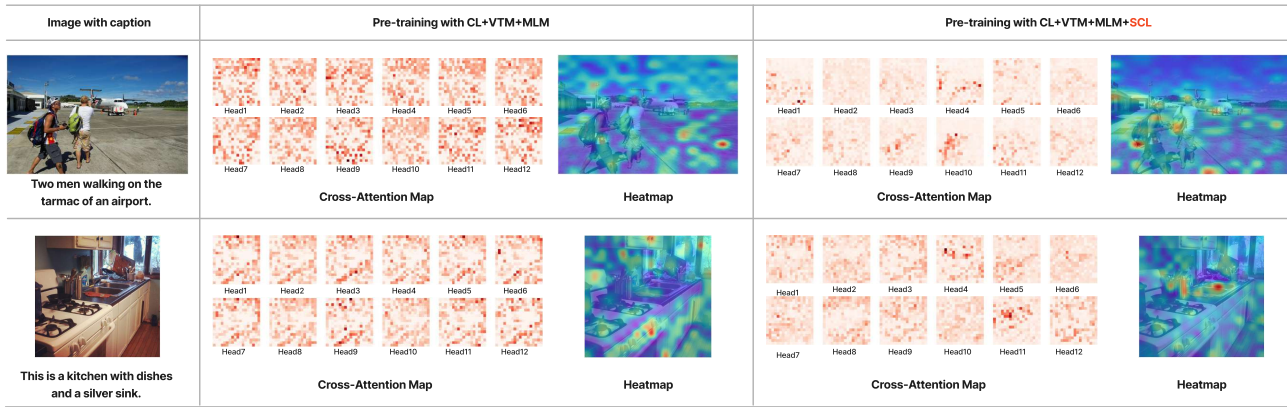 Image with caption
Pre-training with CL+VTM+MLM
Pre-training with CL+VTM+MLM+SCL
Head1 Head2 Head3 Head4 Head5 Head6
Head7 Head8 Head9 Head10 Head11 Head12
Cross-Attention Map
Heatmap
Head1 Head2 Head3 Head4 Head5 Head6
Head7 Head8 Head9 Head10 Head11 Head12
Cross-Attention Map
Heatmap
Two men walking on the
tarmac of an airport.
Head1 Head2 Head3 Head4 Head5 Head6
Head7 Head8 Head9 Head10 Head11 Head12
Cross-Attention Map
Heatmap
Head1 Head2 Head3 Head4 Head5 Head6
Head7 Head8 Head9 Head10 Head11 Head12
Cross-Attention Map
Heatmap
This is a kitchen with dishes
and a silver sink.